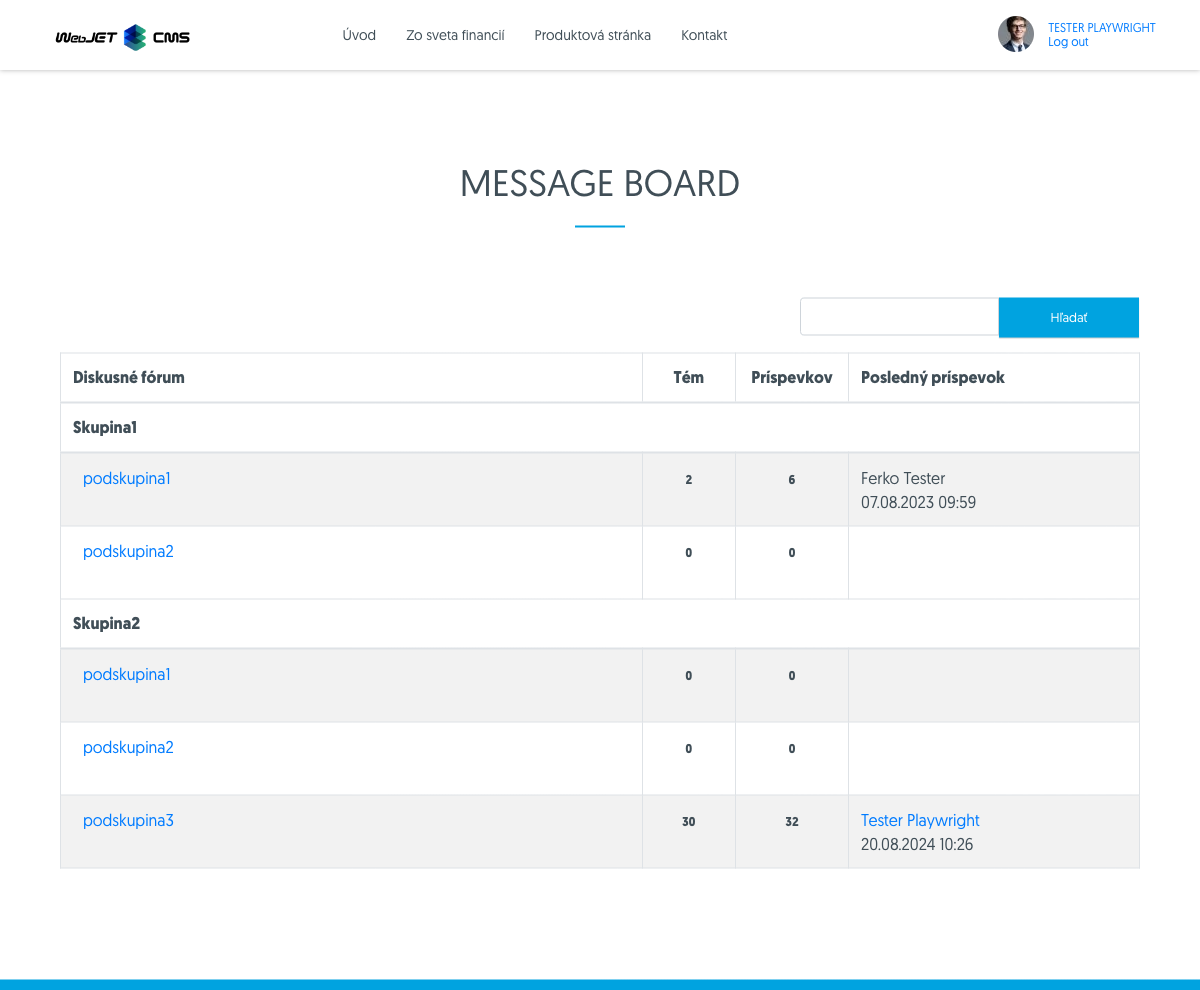 WebJET CMS
Úvod
Zo sveta financií
Produktová stránka
Kontakt
TESTER PLAYWRIGHT
Log out
MESSAGE BOARD
Hľadať
Diskusné fórum Tém Príspevkov Posledný príspevok
Skupina1
podskupina1 2 6 Ferko Tester
07.08.2023 09:59
podskupina2 0 0
Skupina2
podskupina1 0 0
podskupina2 0 0
podskupina3 30 32 Tester Playwright
20.08.2024 10:26